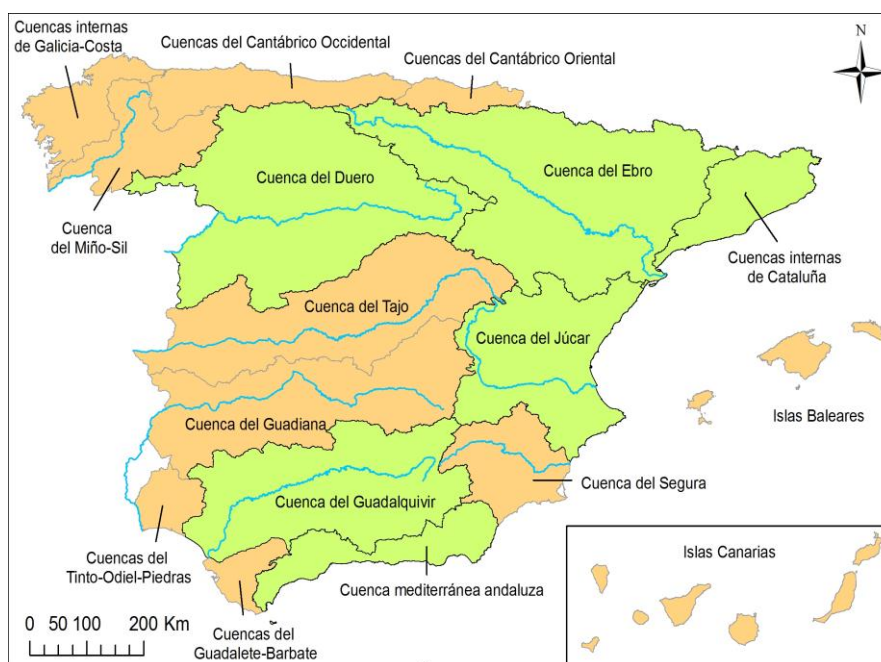 Cuencas internas
de Galicia-Costa
Cuencas del Cantábrico Occidental
Cuencas del Cantábrico Oriental
N
Cuenca del Duero
Cuenca del Ebro
Cuenca
del Miño-Sil
Cuencas internas
de Cataluña
Cuenca del Tajo
Cuenca del Júcar
Islas Baleares
Cuenca del Guadiana
Cuenca del Segura
Cuenca del Guadalquivir
Cuencas del
Tinto-Odiel-Piedras
Cuenca mediterránea andaluza
Islas Canarias
0 50 100 200 Km
Cuencas del
Guadalete-Barbate